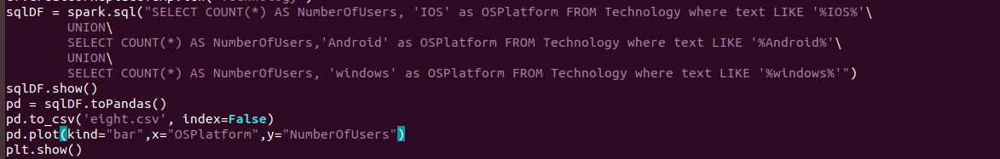 sqlDF = spark.sql("SELECT COUNT(*) AS NumberOfUsers, 'IOS' as OSPlatform FROM Technology where text LIKE '%IOS%'\
UNION\
SELECT COUNT(*) AS NumberOfUsers,'Android' as OSPlatform FROM Technology where text LIKE '%Android%'\
UNION\
SELECT COUNT(*) AS NumberOfUsers, 'windows' as OSPlatform FROM Technology where text LIKE '%windows%'")
sqlDF.show()
pd = sqlDF.toPandas()
pd.to_csv('eight.csv', index=False)
pd.plot(kind="bar",x="OSPlatform",y="NumberOfUsers")
plt.show()